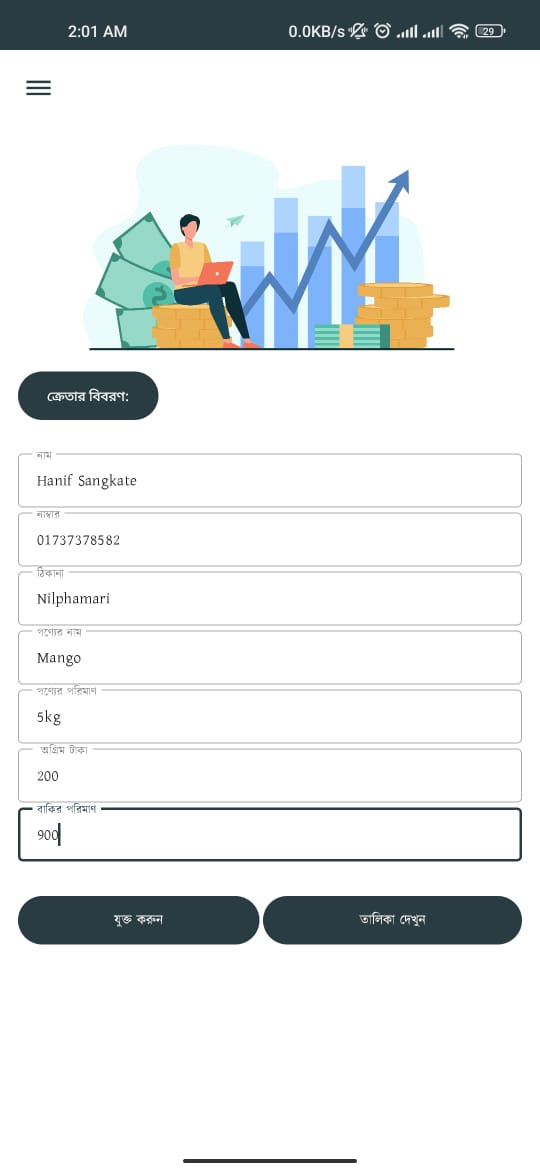 2:01 AM 0.0KB/s 29
ক্রেতার বিবরণ:
নাম
Hanif Sangkate
নাম্বার
01737378582
ঠিকানা
Nilphamari
পণ্যের নাম
Mango
পণ্যের পরিমাণ
5kg
অগ্রিম টাকা
200
বাকির পরিমাণ
900
যুক্ত করুন তালিকা দেখুন